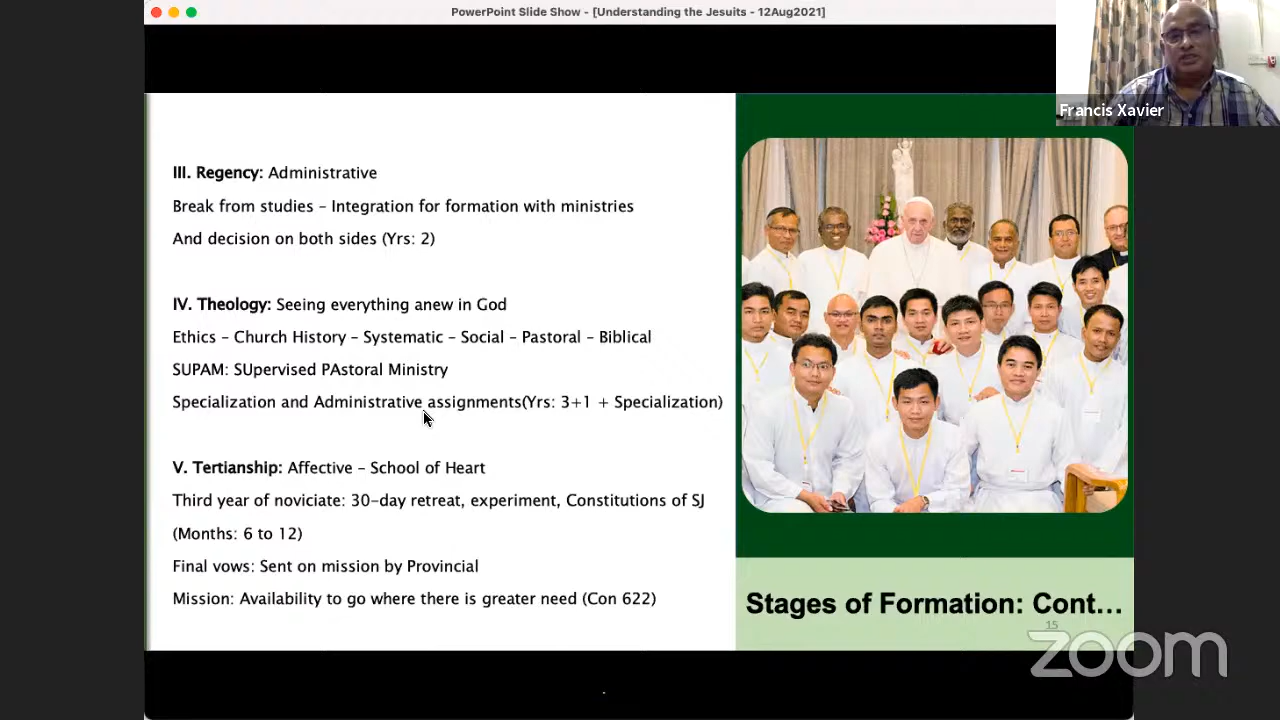 PowerPoint Slide Show - [Understanding the Jesuits - 12Aug2021]
Francis Xavier
III. Regency: Administrative
Break from studies – Integration for formation with ministries
And decision on both sides (Yrs: 2)
IV. Theology: Seeing everything anew in God
Ethics – Church History – Systematic – Social – Pastoral – Biblical
SUPAM: SUpervised PAstoral Ministry
Specialization and Administrative assignments(Yrs: 3+1 + Specialization)
V. Tertianship: Affective – School of Heart
Third year of noviciate: 30-day retreat, experiment, Constitutions of SJ
(Months: 6 to 12)
Final vows: Sent on mission by Provincial
Mission: Availability to go where there is greater need (Con 622)
Stages of Formation: Cont...
15
zoom